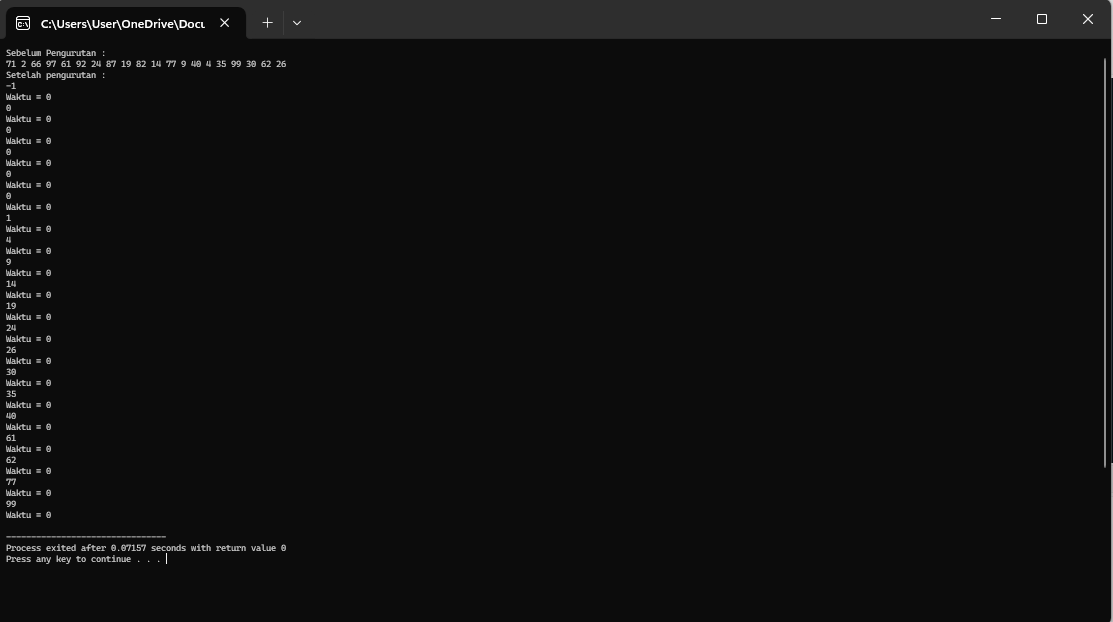 C:\Users\User\OneDrive\Docu
Sebelum Pengurutan :
71 2 66 97 61 92 24 87 19 82 14 77 9 40 4 35 99 30 62 26
Setelah pengurutan :
-1
Waktu = 0
0
Waktu = 0
0
Waktu = 0
0
Waktu = 0
0
Waktu = 0
0
Waktu = 0
1
Waktu = 0
4
Waktu = 0
9
Waktu = 0
14
Waktu = 0
19
Waktu = 0
24
Waktu = 0
26
Waktu = 0
30
Waktu = 0
35
Waktu = 0
40
Waktu = 0
61
Waktu = 0
62
Waktu = 0
77
Waktu = 0
99
Waktu = 0
--------------------------------
Process exited after 0.07157 seconds with return value 0
Press any key to continue . . .